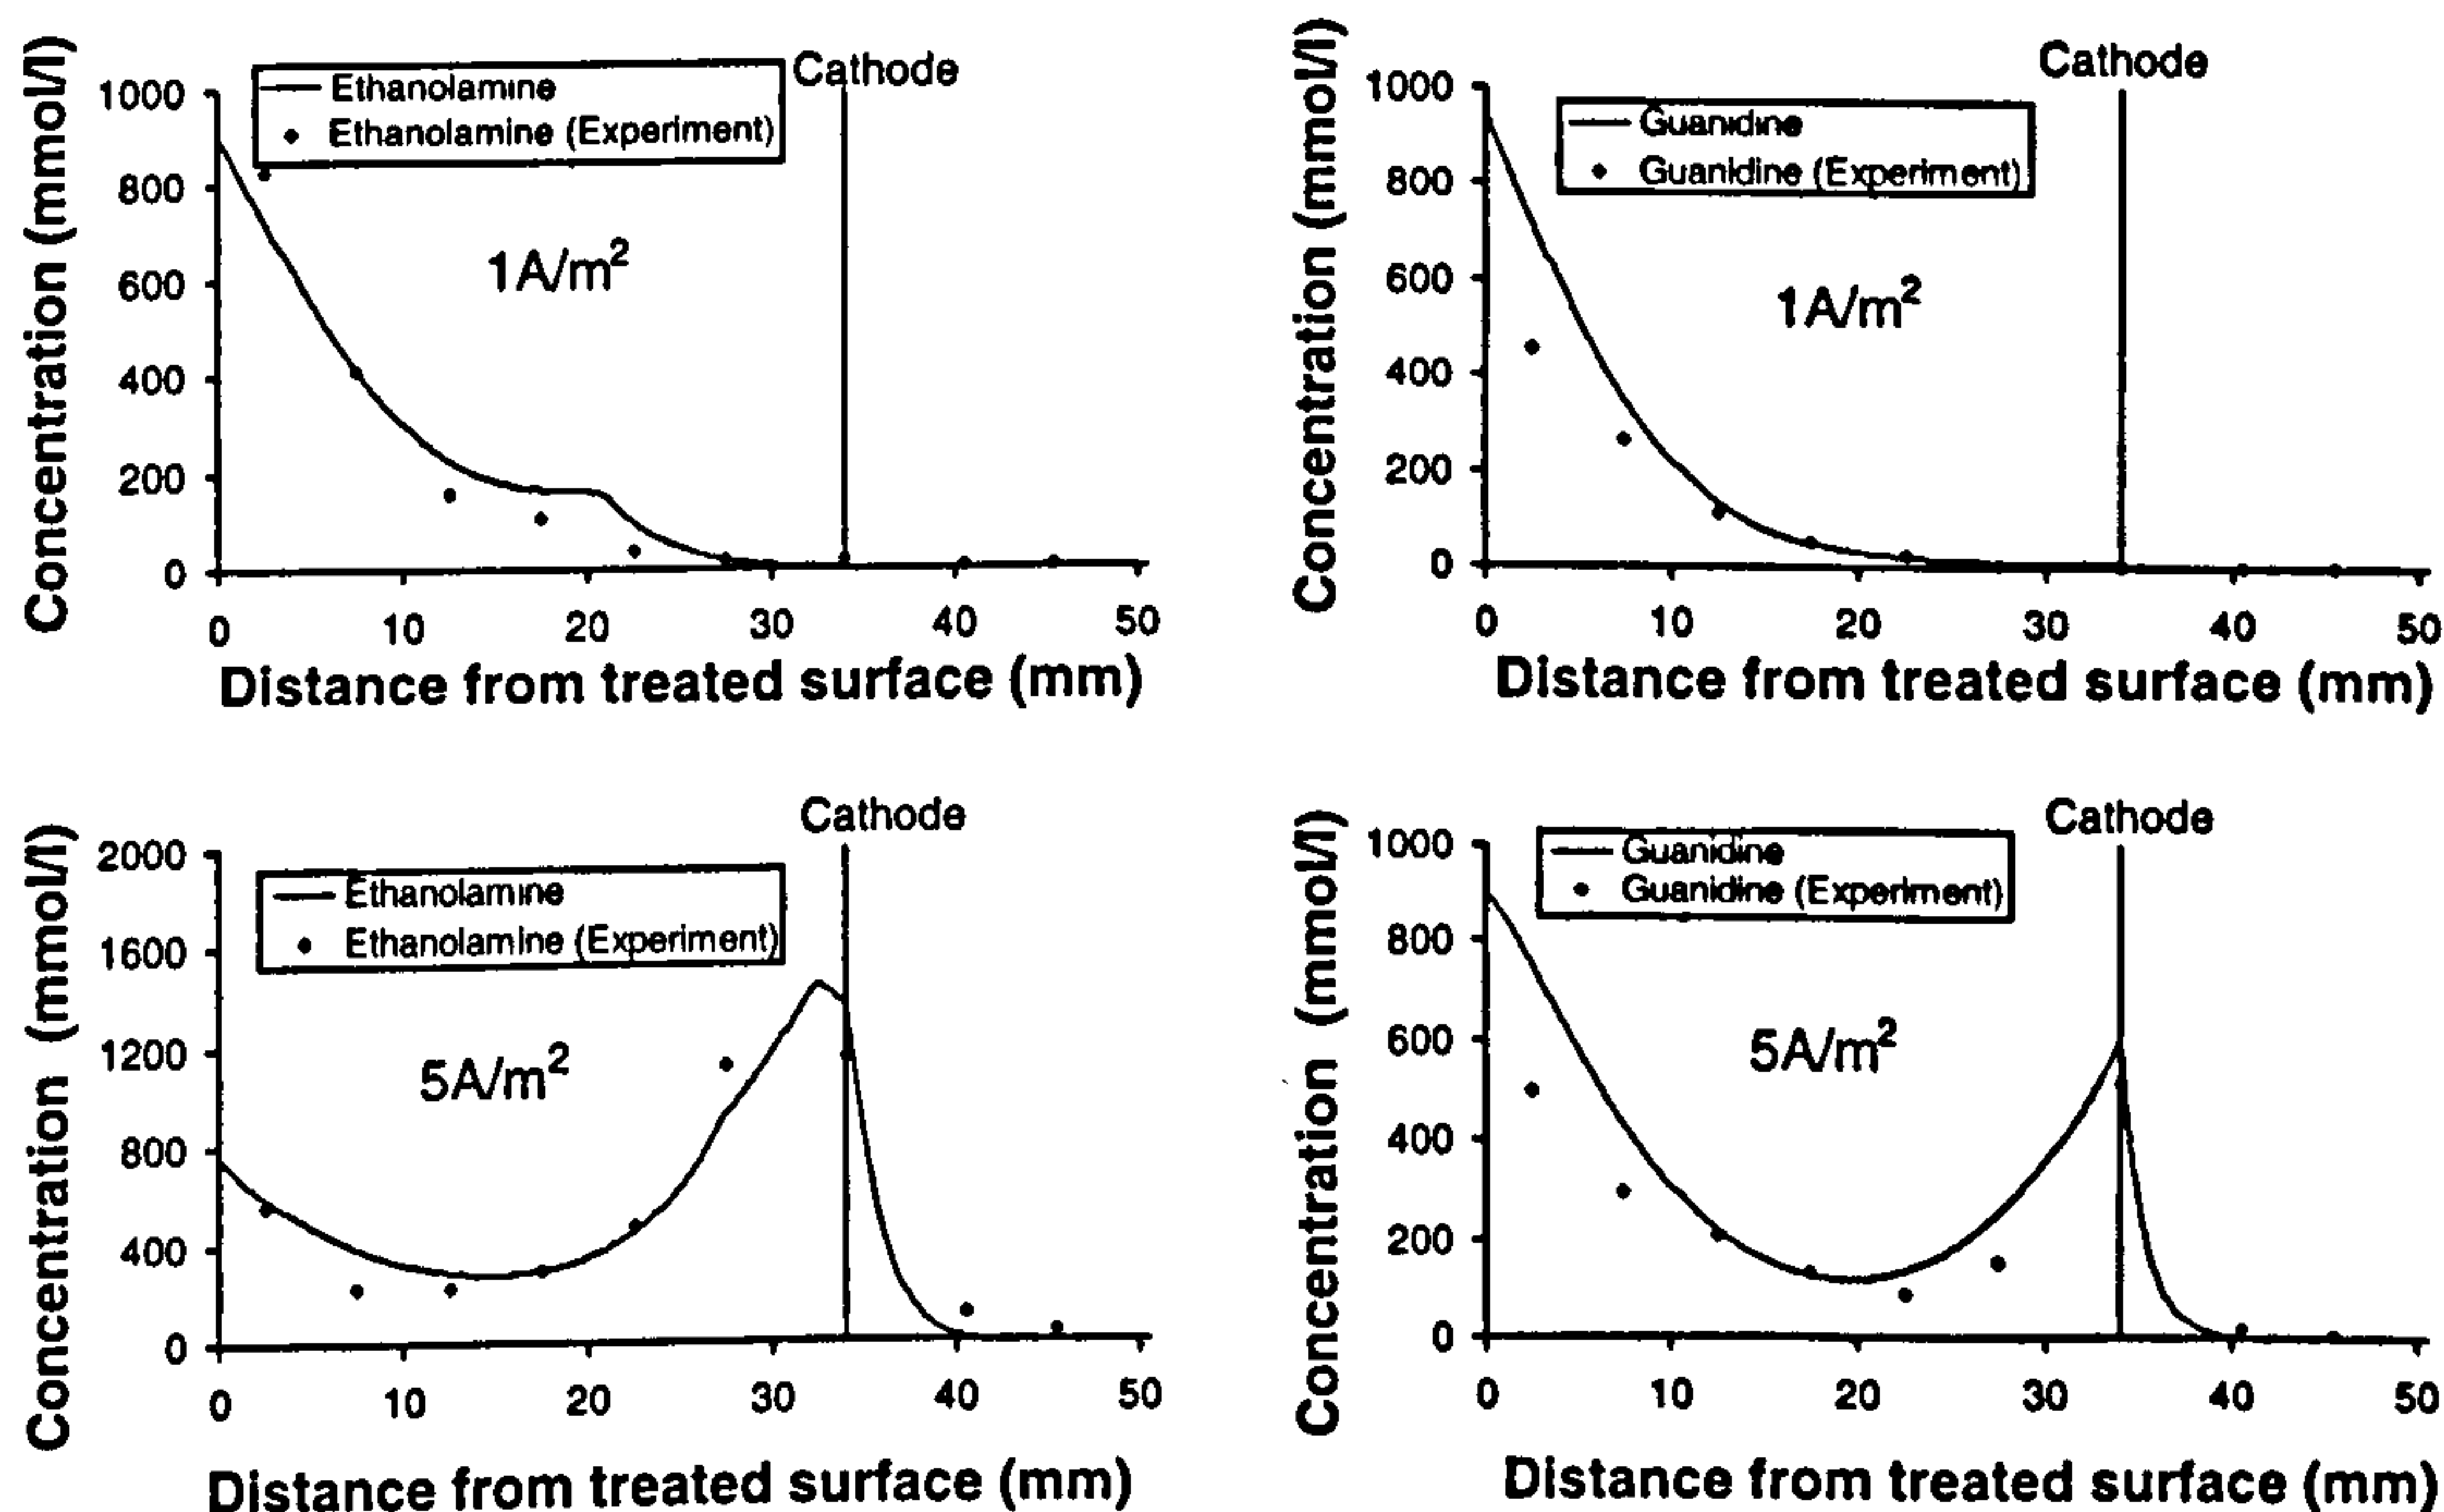 Concentration (mmol/l)
1000
800
600
400
200
0
Ethanolamine
Ethanolamine (Experiment)
Cathode
1A/m²
0 10 20 30 40 50
Distance from treated surface (mm)
Concentration (mmol/l)
1000
800
600
400
200
0
Guanidine
Guanidine (Experiment)
Cathode
1A/m²
0 10 20 30 40 50
Distance from treated surface (mm)
Concentration (mmol/l)
2000
1600
1200
800
400
0
Ethanolamine
Ethanolamine (Experiment)
Cathode
5A/m²
0 10 20 30 40 50
Distance from treated surface (mm)
Concentration (mmol/l)
1000
800
600
400
200
0
Guanidine
Guanidine (Experiment)
Cathode
5A/m²
0 10 20 30 40 50
Distance from treated surface (mm)